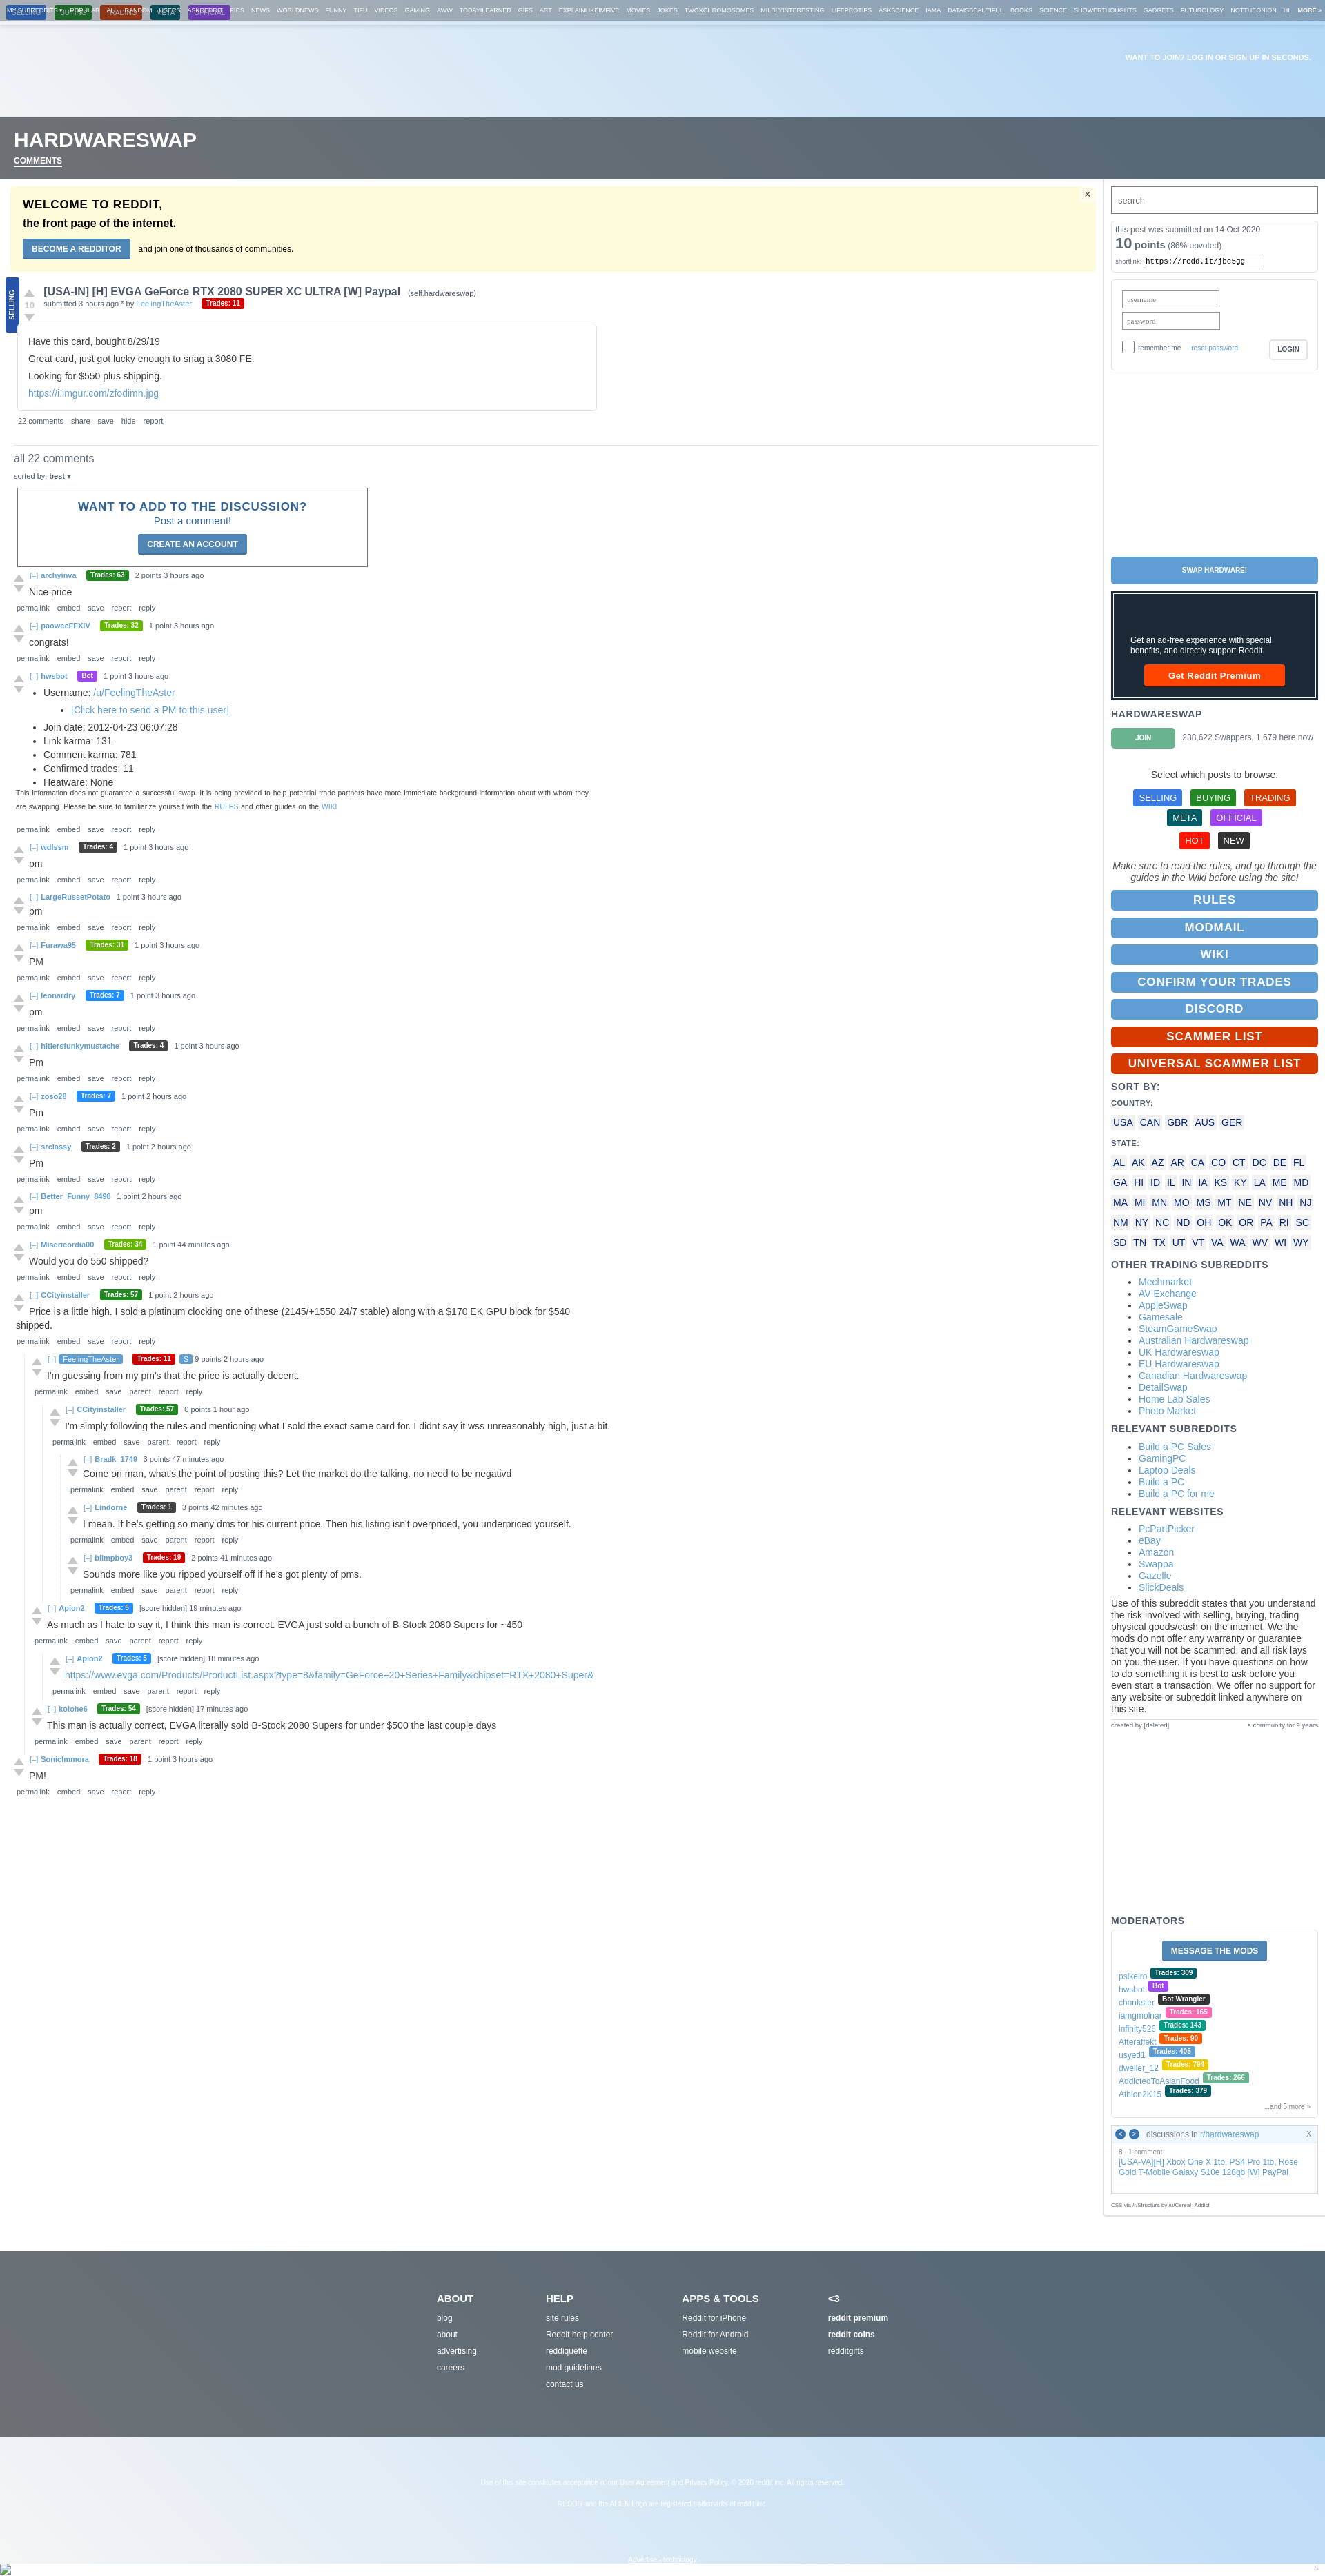 MY SUBREDDITS ▾ POPULAR ALL RANDOM USERS ASKREDDIT PICS NEWS WORLDNEWS FUNNY TIFU VIDEOS GAMING AWW TODAYILEARNED GIFS ART EXPLAINLIKEIMFIVE MOVIES JOKES TWOXCHROMOSOMES MILDLYINTERESTING LIFEPROTIPS ASKSCIENCE IAMA DATAISBEAUTIFUL BOOKS SCIENCE SHOWERTHOUGHTS GADGETS FUTUROLOGY NOTTHEONION MORE »
SELLING BUYING TRADING META OFFICIAL
WANT TO JOIN? LOG IN OR SIGN UP IN SECONDS.
HARDWARESWAP
COMMENTS
WELCOME TO REDDIT,
the front page of the internet.
BECOME A REDDITOR and join one of thousands of communities.
×
SELLING
10
[USA-IN] [H] EVGA GeForce RTX 2080 SUPER XC ULTRA [W] Paypal (self.hardwareswap)
submitted 3 hours ago * by FeelingTheAster Trades: 11
Have this card, bought 8/29/19
Great card, just got lucky enough to snag a 3080 FE.
Looking for $550 plus shipping.
https://i.imgur.com/zfodimh.jpg
22 comments share save hide report
all 22 comments
sorted by: best ▾
WANT TO ADD TO THE DISCUSSION?
Post a comment!
CREATE AN ACCOUNT
[–] archyinva Trades: 63 2 points 3 hours ago
Nice price
permalink embed save report reply
[–] paoweeFFXIV Trades: 32 1 point 3 hours ago
congrats!
permalink embed save report reply
[–] hwsbot Bot 1 point 3 hours ago
• Username: /u/FeelingTheAster
• [Click here to send a PM to this user]
• Join date: 2012-04-23 06:07:28
• Link karma: 131
• Comment karma: 781
• Confirmed trades: 11
• Heatware: None
This information does not guarantee a successful swap. It is being provided to help potential trade partners have more immediate background information about with whom they
are swapping. Please be sure to familiarize yourself with the RULES and other guides on the WIKI
permalink embed save report reply
[–] wdlssm Trades: 4 1 point 3 hours ago
pm
permalink embed save report reply
[–] LargeRussetPotato 1 point 3 hours ago
pm
permalink embed save report reply
[–] Furawa95 Trades: 31 1 point 3 hours ago
PM
permalink embed save report reply
[–] leonardry Trades: 7 1 point 3 hours ago
pm
permalink embed save report reply
[–] hitlersfunkymustache Trades: 4 1 point 3 hours ago
Pm
permalink embed save report reply
[–] zoso28 Trades: 7 1 point 2 hours ago
Pm
permalink embed save report reply
[–] srclassy Trades: 2 1 point 2 hours ago
Pm
permalink embed save report reply
[–] Better_Funny_8498 1 point 2 hours ago
pm
permalink embed save report reply
[–] Misericordia00 Trades: 34 1 point 44 minutes ago
Would you do 550 shipped?
permalink embed save report reply
[–] CCityinstaller Trades: 57 1 point 2 hours ago
Price is a little high. I sold a platinum clocking one of these (2145/+1550 24/7 stable) along with a $170 EK GPU block for $540
shipped.
permalink embed save report reply
[–] FeelingTheAster Trades: 11 S 9 points 2 hours ago
I'm guessing from my pm's that the price is actually decent.
permalink embed save parent report reply
[–] CCityinstaller Trades: 57 0 points 1 hour ago
I'm simply following the rules and mentioning what I sold the exact same card for. I didnt say it wss unreasonably high, just a bit.
permalink embed save parent report reply
[–] Bradk_1749 3 points 47 minutes ago
Come on man, what's the point of posting this? Let the market do the talking. no need to be negativd
permalink embed save parent report reply
[–] Lindorne Trades: 1 3 points 42 minutes ago
I mean. If he's getting so many dms for his current price. Then his listing isn't overpriced, you underpriced yourself.
permalink embed save parent report reply
[–] blimpboy3 Trades: 19 2 points 41 minutes ago
Sounds more like you ripped yourself off if he's got plenty of pms.
permalink embed save parent report reply
[–] Apion2 Trades: 5 [score hidden] 19 minutes ago
As much as I hate to say it, I think this man is correct. EVGA just sold a bunch of B-Stock 2080 Supers for ~450
permalink embed save parent report reply
[–] Apion2 Trades: 5 [score hidden] 18 minutes ago
https://www.evga.com/Products/ProductList.aspx?type=8&family=GeForce+20+Series+Family&chipset=RTX+2080+Super&
permalink embed save parent report reply
[–] kolohe6 Trades: 54 [score hidden] 17 minutes ago
This man is actually correct, EVGA literally sold B-Stock 2080 Supers for under $500 the last couple days
permalink embed save parent report reply
[–] SonicImmora Trades: 18 1 point 3 hours ago
PM!
permalink embed save report reply
search
this post was submitted on 14 Oct 2020
10 points (86% upvoted)
shortlink: https://redd.it/jbc5gg
username
password
remember me reset password LOGIN
SWAP HARDWARE!
Get an ad-free experience with special
benefits, and directly support Reddit.
Get Reddit Premium
HARDWARESWAP
JOIN 238,622 Swappers, 1,679 here now
Select which posts to browse:
SELLING BUYING TRADING
META OFFICIAL
HOT NEW
Make sure to read the rules, and go through the
guides in the Wiki before using the site!
RULES
MODMAIL
WIKI
CONFIRM YOUR TRADES
DISCORD
SCAMMER LIST
UNIVERSAL SCAMMER LIST
SORT BY:
COUNTRY:
USA CAN GBR AUS GER
STATE:
AL AK AZ AR CA CO CT DC DE FL
GA HI ID IL IN IA KS KY LA ME MD
MA MI MN MO MS MT NE NV NH NJ
NM NY NC ND OH OK OR PA RI SC
SD TN TX UT VT VA WA WV WI WY
OTHER TRADING SUBREDDITS
• Mechmarket
• AV Exchange
• AppleSwap
• Gamesale
• SteamGameSwap
• Australian Hardwareswap
• UK Hardwareswap
• EU Hardwareswap
• Canadian Hardwareswap
• DetailSwap
• Home Lab Sales
• Photo Market
RELEVANT SUBREDDITS
• Build a PC Sales
• GamingPC
• Laptop Deals
• Build a PC
• Build a PC for me
RELEVANT WEBSITES
• PcPartPicker
• eBay
• Amazon
• Swappa
• Gazelle
• SlickDeals
Use of this subreddit states that you understand
the risk involved with selling, buying, trading
physical goods/cash on the internet. We the
mods do not offer any warranty or guarantee
that you will not be scammed, and all risk lays
on you the user. If you have questions on how
to do something it is best to ask before you
even start a transaction. We offer no support for
any website or subreddit linked anywhere on
this site.
created by [deleted] a community for 9 years
MODERATORS
MESSAGE THE MODS
psikeiro Trades: 309
hwsbot Bot
chankster Bot Wrangler
iamgmolnar Trades: 165
infinity526 Trades: 143
Afteraffekt Trades: 90
usyed1 Trades: 405
dweller_12 Trades: 794
AddictedToAsianFood Trades: 266
Athlon2K15 Trades: 379
...and 5 more »
< > discussions in r/hardwareswap X
8 · 1 comment
[USA-VA][H] Xbox One X 1tb, PS4 Pro 1tb, Rose
Gold T-Mobile Galaxy S10e 128gb [W] PayPal
CSS via /r/Structura by /u/Cereal_Addict
ABOUT
blog
about
advertising
careers
HELP
site rules
Reddit help center
reddiquette
mod guidelines
contact us
APPS & TOOLS
Reddit for iPhone
Reddit for Android
mobile website
<3
reddit premium
reddit coins
redditgifts
Use of this site constitutes acceptance of our User Agreement and Privacy Policy. © 2020 reddit inc. All rights reserved.
REDDIT and the ALIEN Logo are registered trademarks of reddit inc.
Advertise - technology
π